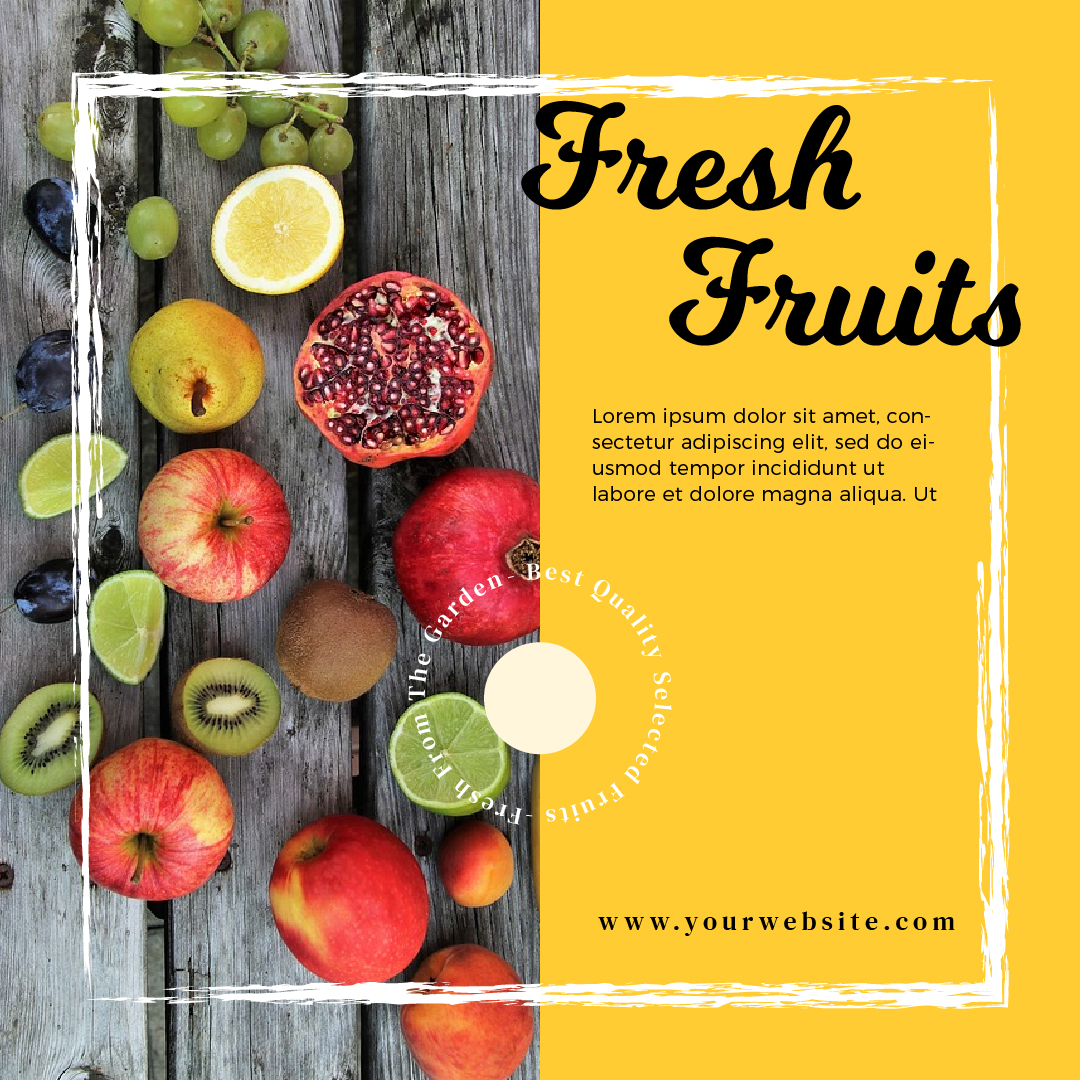 Fresh
Fruits
Lorem ipsum dolor sit amet, con-
sectetur adipiscing elit, sed do ei-
usmod tempor incididunt ut
labore et dolore magna aliqua. Ut
Fresh From The Garden- Best Quality Selected Fruits-
www.yourwebsite.com